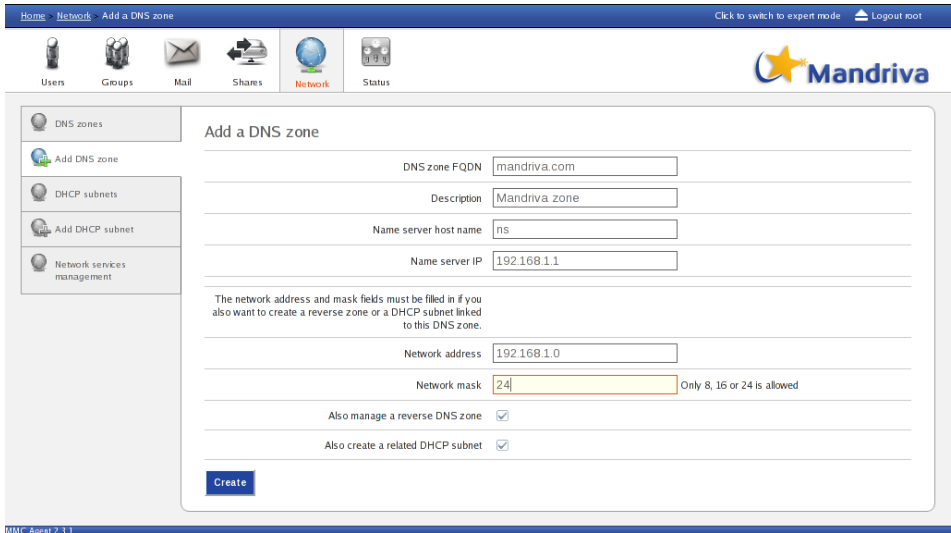 Home > Network > Add a DNS zone
Click to switch to expert mode
Logout root
Users
Groups
Mail
Shares
Network
Status
Mandriva
DNS zones
Add DNS zone
DHCP subnets
Add DHCP subnet
Network services
management
Add a DNS zone
DNS zone FQDN mandriva.com
Description Mandriva zone
Name server host name ns
Name server IP 192.168.1.1
The network address and mask fields must be filled in if you
also want to create a reverse zone or a DHCP subnet linked
to this DNS zone.
Network address 192.168.1.0
Network mask 24 Only 8, 16 or 24 is allowed
Also manage a reverse DNS zone
Also create a related DHCP subnet
Create
MMC Agent 2.3.1